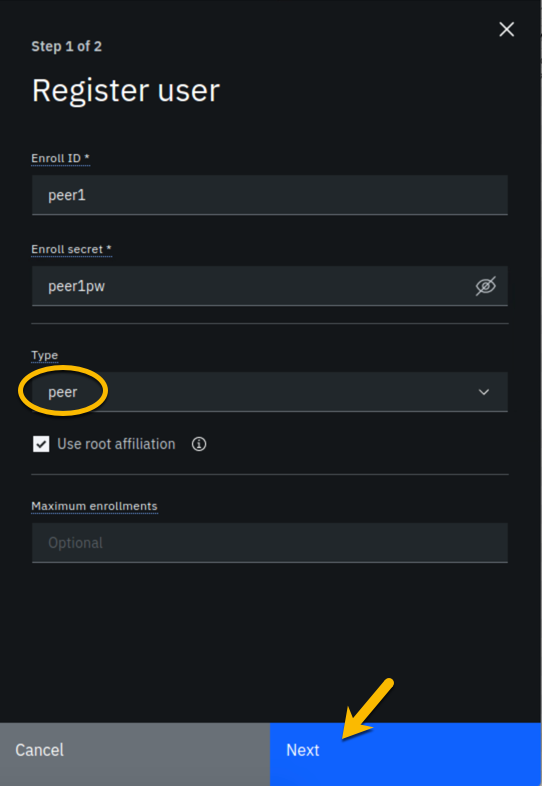 Step 1 of 2
Register user
Enroll ID *
peer1
Enroll secret *
peer1pw
Type
peer
Use root affiliation
Maximum enrollments
Optional
Cancel
Next